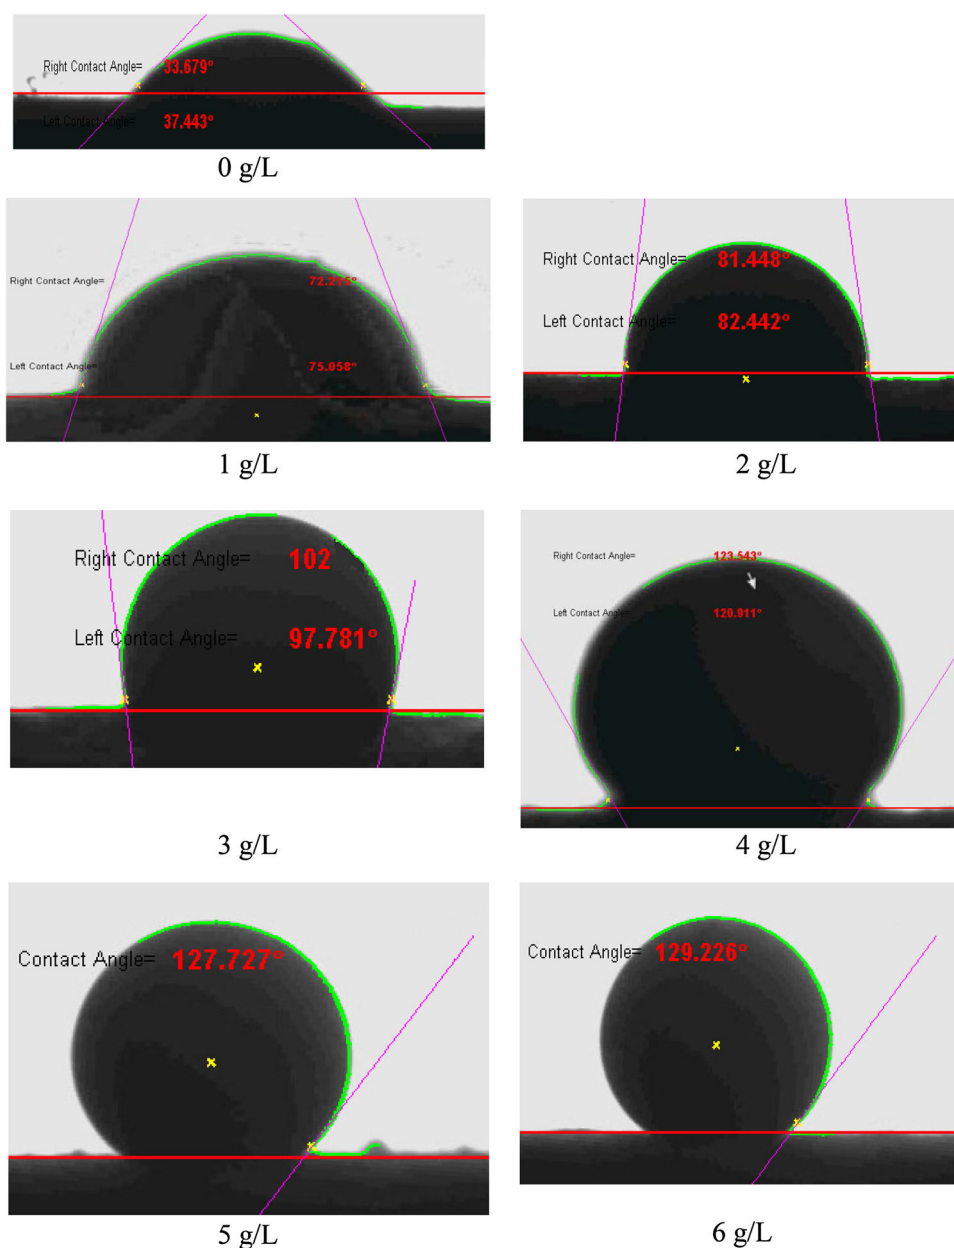 Right Contact Angle= 33.679°
Left Contact Angle= 37.443°
0 g/L
Right Contact Angle= 72.215°
Left Contact Angle= 75.058°
1 g/L
Right Contact Angle= 81.448°
Left Contact Angle= 82.442°
2 g/L
Right Contact Angle= 102
Left Contact Angle= 97.781°
3 g/L
Right Contact Angle= 123.543°
Left Contact Angle= 120.911°
4 g/L
Contact Angle= 127.727°
5 g/L
Contact Angle= 129.226°
6 g/L